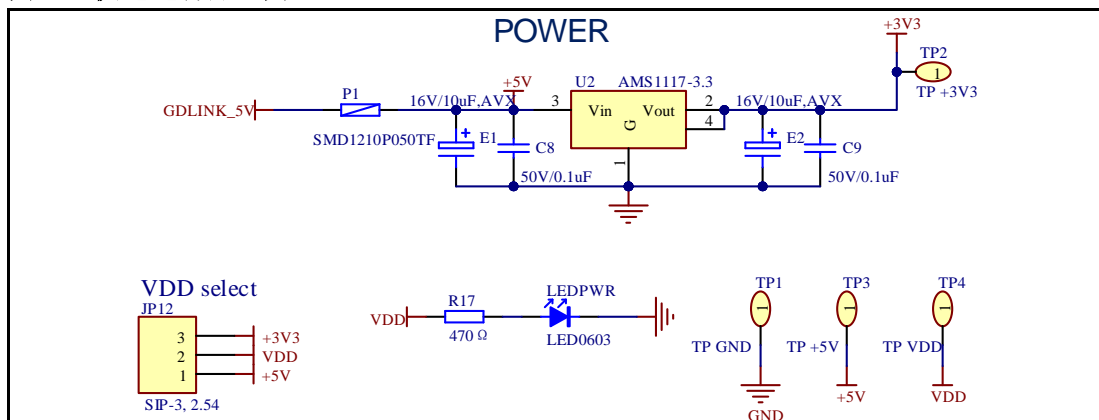 POWER
+3V3
TP2
1
TP +3V3
GDLINK_5V
P1
SMD1210P050TF
16V/10uF,AVX
+5V
E1
C8
50V/0.1uF
U2
AMS1117-3.3
3
Vin
Vout
G
2
4
1
16V/10uF,AVX
E2
C9
50V/0.1uF
VDD select
JP12
3
2
1
+3V3
VDD
+5V
SIP-3, 2.54
VDD
R17
470 Ω
LEDPWR
LED0603
TP1
1
TP GND
GND
TP3
1
TP +5V
+5V
TP4
1
TP VDD
VDD